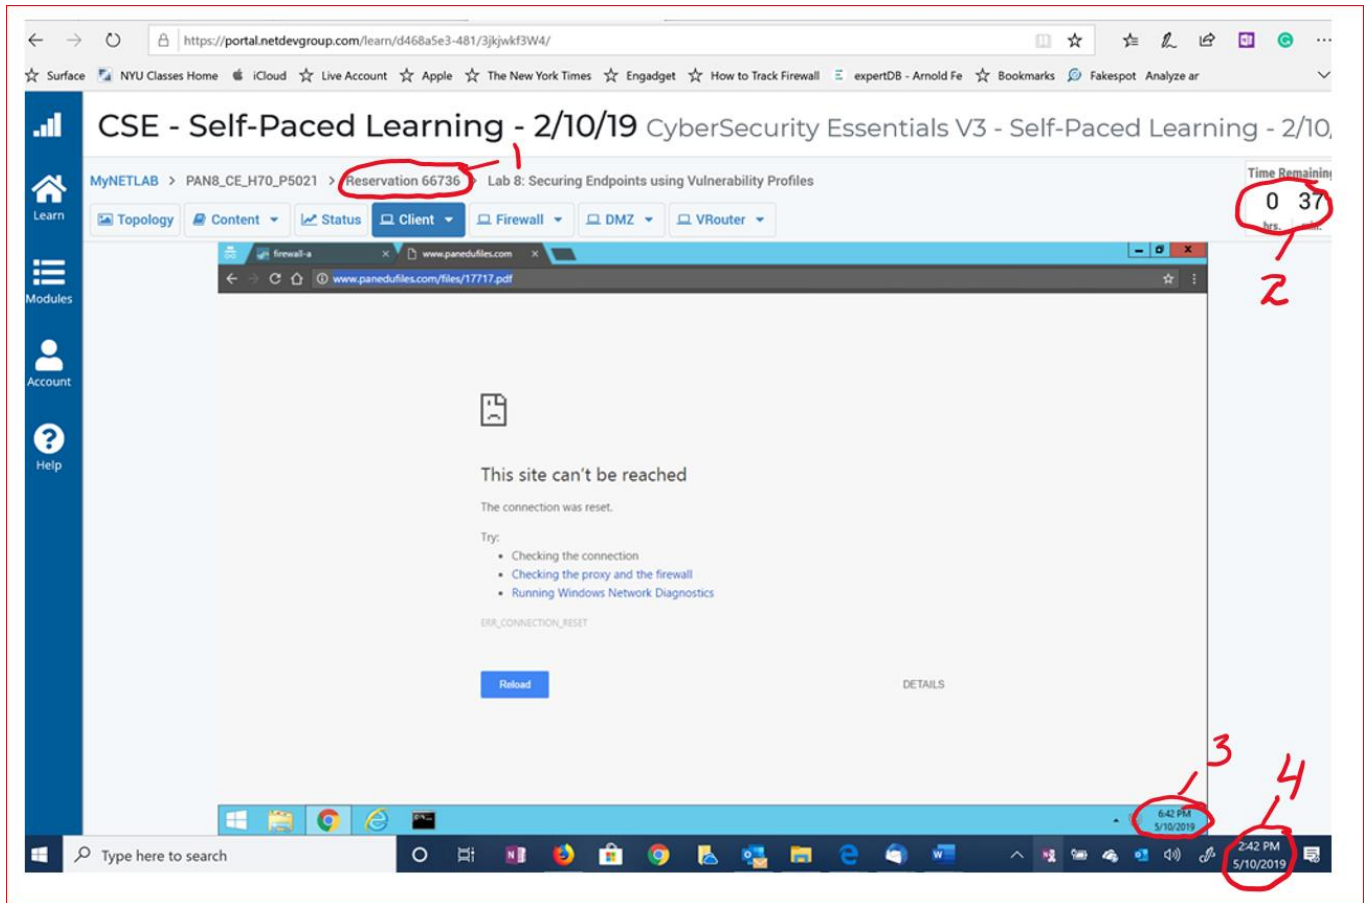 https://portal.netdevgroup.com/learn/d468a5e3-481/3jkjwkf3W4/
Surface NYU Classes Home iCloud Live Account Apple The New York Times Engadget How to Track Firewall expertDB - Arnold Fe Bookmarks Fakespot Analyze ar
CSE - Self-Paced Learning - 2/10/19 CyberSecurity Essentials V3 - Self-Paced Learning - 2/10,
1
MyNETLAB > PAN8_CE_H70_P5021 > Reservation 66736 > Lab 8: Securing Endpoints using Vulnerability Profiles
Time Remaining
0 37
hrs. min.
2
Learn
Topology Content Status Client Firewall DMZ VRouter
firewall-a www.panedufiles.com
www.panedufiles.com/files/17717.pdf
Modules
Account
Help
This site can't be reached
The connection was reset.
Try:
• Checking the connection
• Checking the proxy and the firewall
• Running Windows Network Diagnostics
ERR_CONNECTION_RESET
Reload DETAILS
3
4
6:42 PM
5/10/2019
Type here to search
2:42 PM
5/10/2019